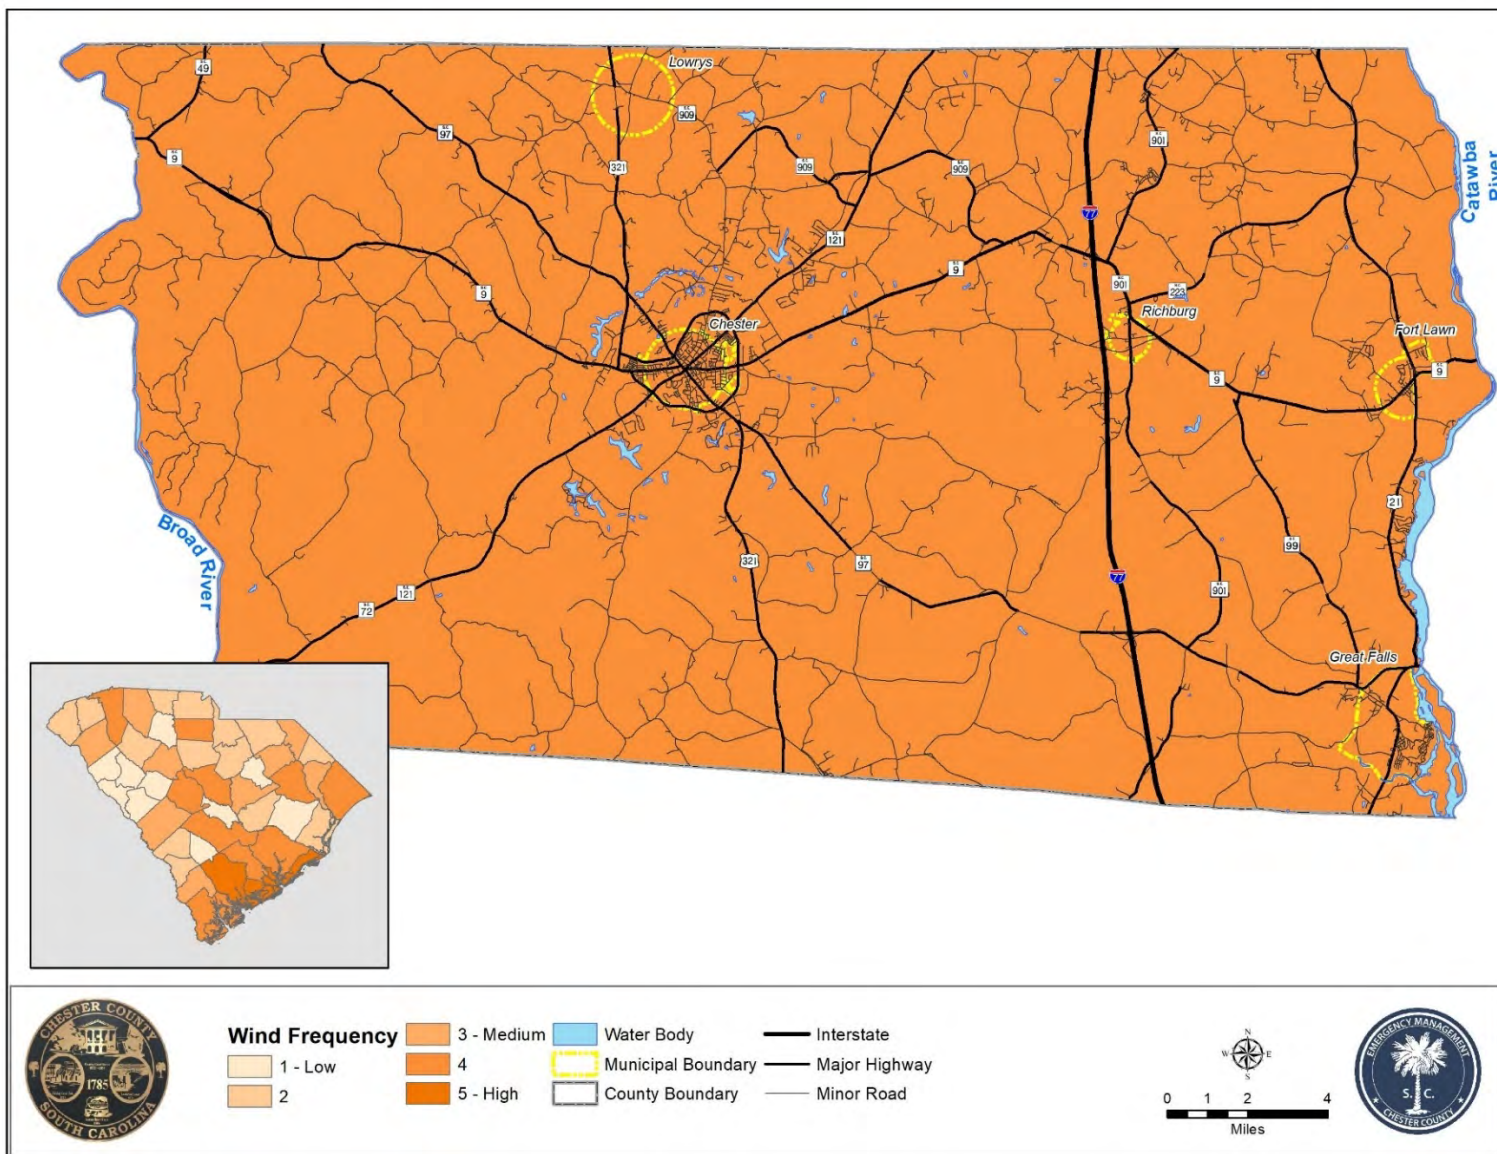 Lowrys
S.C. 49
S.C. 909
S.C. 97
S.C. 901
S.C. 9
321
S.C. 909
S.C. 909
Catawba River
77
S.C. 121
S.C. 9
S.C. 901
S.C. 223
S.C. 9
Richburg
Chester
Fort Lawn
S.C. 9
S.C. 9
21
Broad River
S.C. 99
321
S.C. 97
77
S.C. 901
S.C. 121
S.C. 72
Great Falls
CHESTER COUNTY
1785
SOUTH CAROLINA
Wind Frequency
1 - Low
2
3 - Medium
4
5 - High
Water Body
Municipal Boundary
County Boundary
Interstate
Major Highway
Minor Road
N
W E
S
0 1 2 4
Miles
EMERGENCY MANAGEMENT
S. C.
CHESTER COUNTY